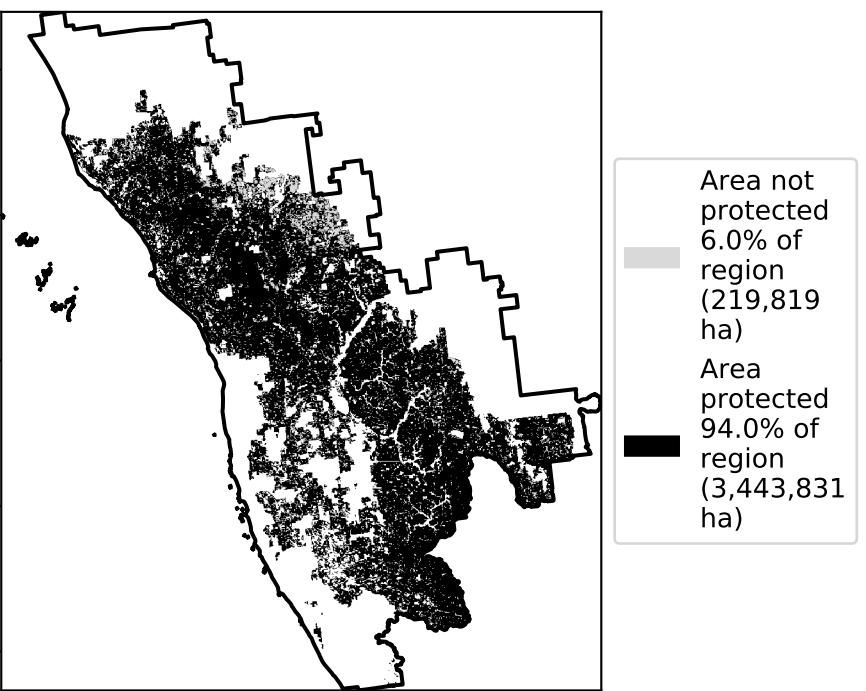 Area not
protected
6.0% of
region
(219,819
ha)
Area
protected
94.0% of
region
(3,443,831
ha)